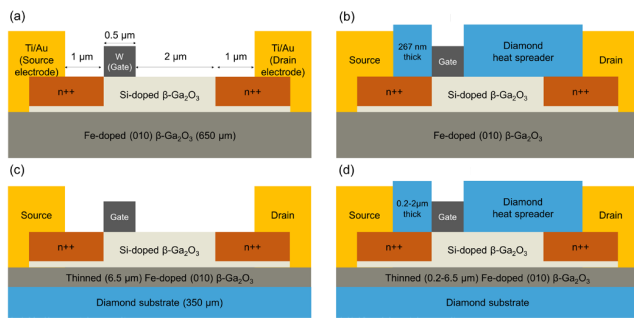 (a)
0.5 μm
Ti/Au
(Source
electrode)
1 μm
W
(Gate)
2 μm
1 μm
Ti/Au
(Drain
electrode)
n++
Si-doped β-Ga₂O₃
n++
Fe-doped (010) β-Ga₂O₃ (650 μm)
(b)
Source
267 nm
thick
Gate
Diamond
heat spreader
Drain
n++
Si-doped β-Ga₂O₃
n++
Fe-doped (010) β-Ga₂O₃
(c)
Source
Gate
Drain
n++
Si-doped β-Ga₂O₃
n++
Thinned (6.5 μm) Fe-doped (010) β-Ga₂O₃
Diamond substrate (350 μm)
(d)
Source
0.2-2μm
thick
Gate
Diamond
heat spreader
Drain
n++
Si-doped β-Ga₂O₃
n++
Thinned (0.2-6.5 μm) Fe-doped (010) β-Ga₂O₃
Diamond substrate